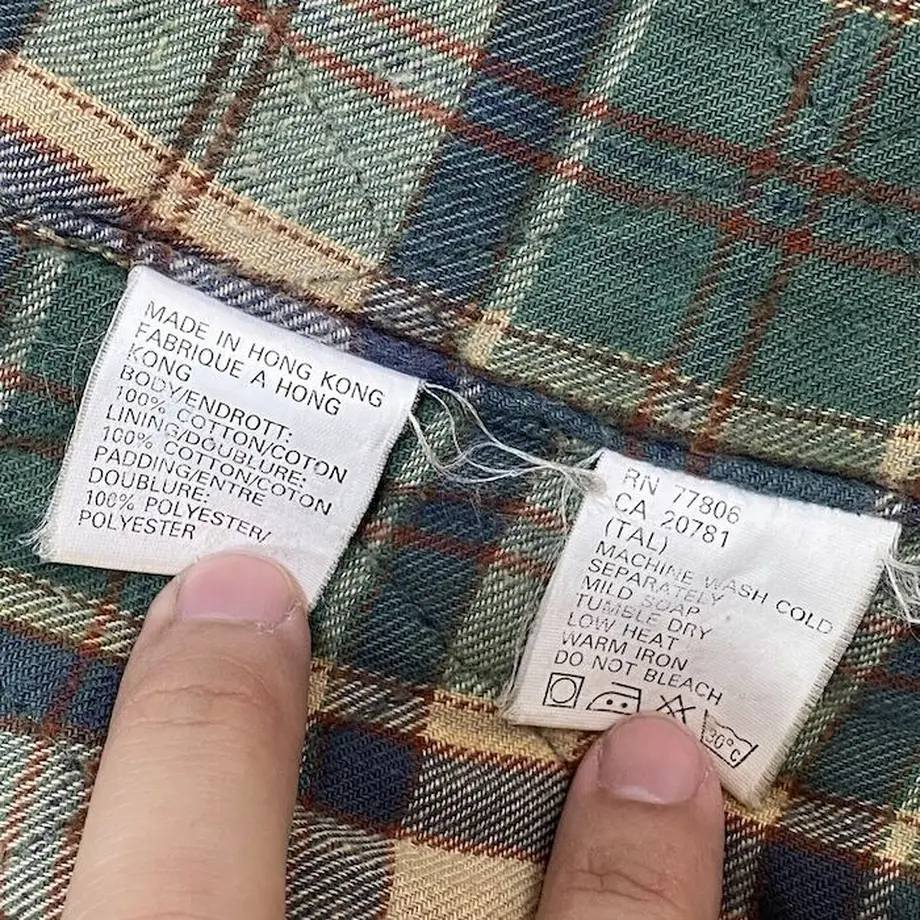 MADE IN HONG KONG
FABRIQUE A HONG
KONG
BODY/ENDROTT:
100% COTTON/COTON
LINING/DOUBLURE:
100% COTTON/COTON
PADDING/ENTRE
DOUBLURE:
100% POLYESTER/
POLYESTER
RN 77806
CA 20781
(TAL)
MACHINE WASH COLD
SEPARATELY
MILD SOAP
TUMBLE DRY
LOW HEAT
WARM IRON
DO NOT BLEACH
30°C